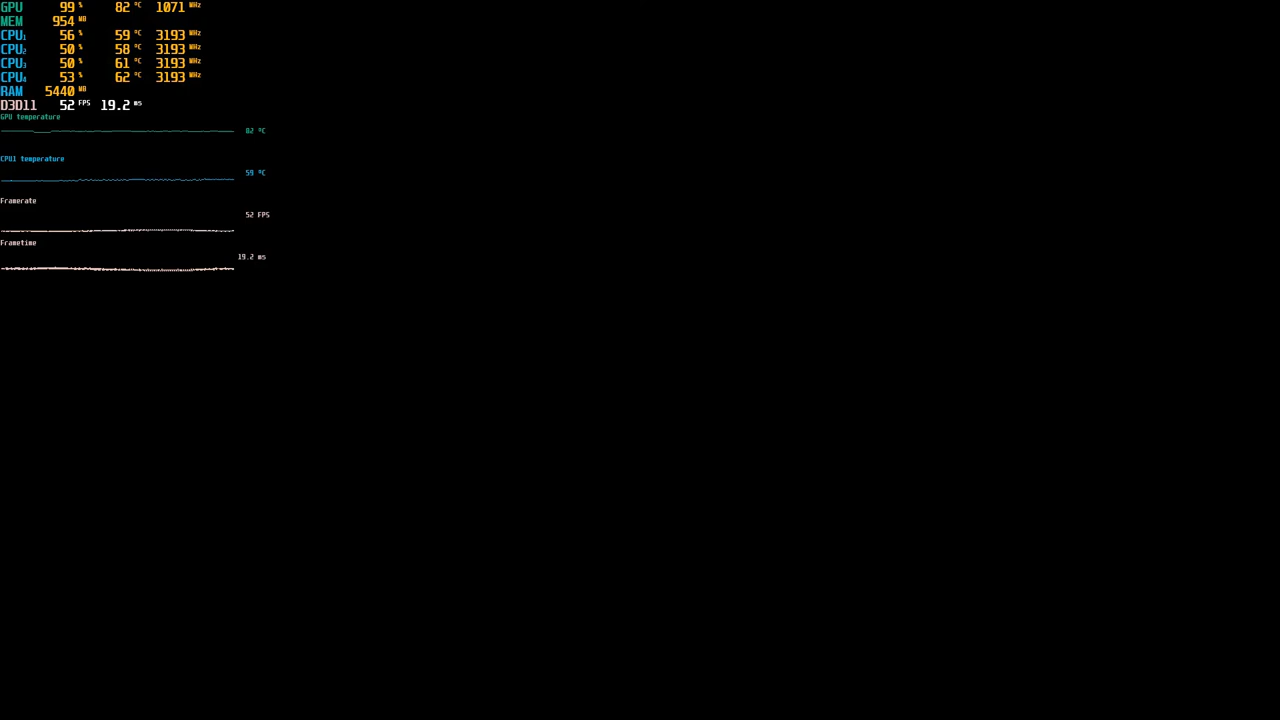 GPU 99 % 82 °C 1071 MHz
MEM 954 MB
CPU1 56 % 59 °C 3193 MHz
CPU2 50 % 58 °C 3193 MHz
CPU3 50 % 61 °C 3193 MHz
CPU4 53 % 62 °C 3193 MHz
RAM 5440 MB
D3D11 52 FPS 19.2 ms
GPU temperature
82 °C
CPU1 temperature
59 °C
Framerate
52 FPS
Frametime
19.2 ms